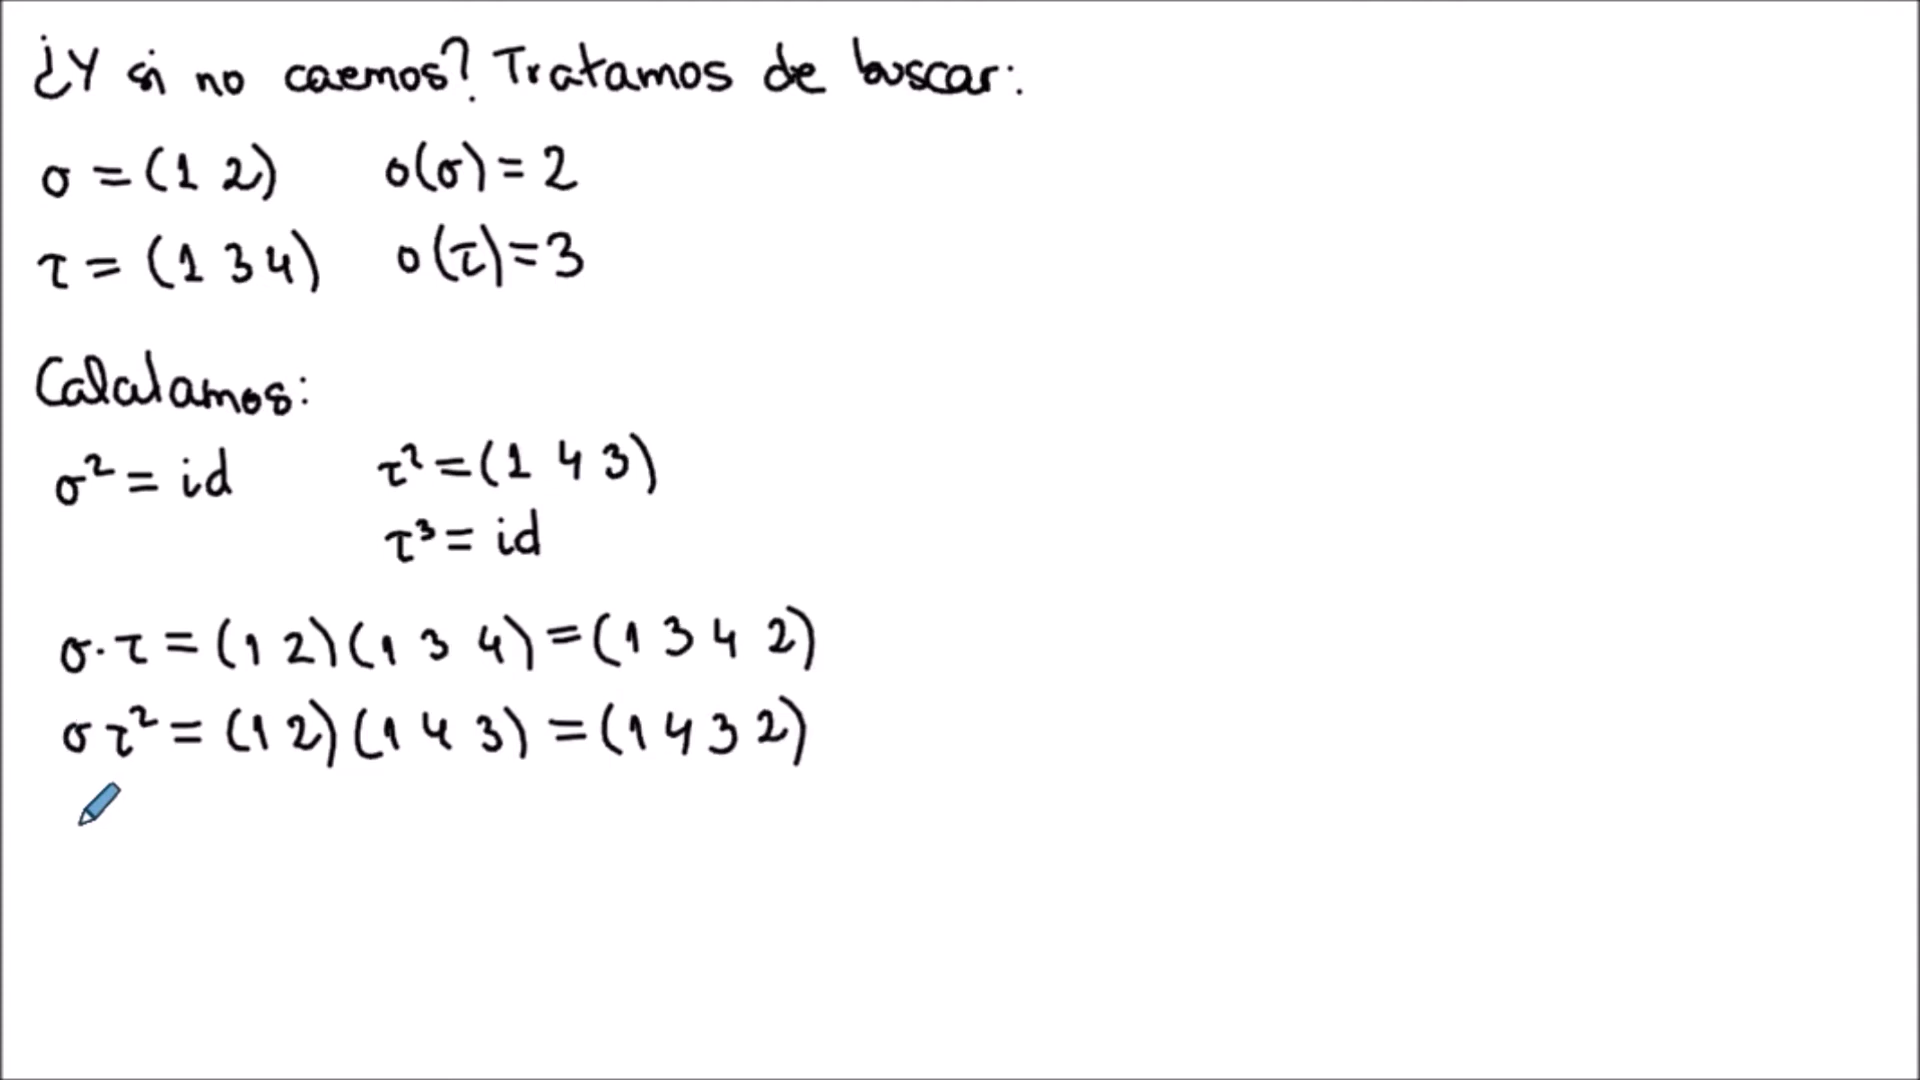 ¿Y si no caemos? Tratamos de buscar:
σ = (1 2) o(σ) = 2
τ = (1 3 4) o(τ) = 3
Calculamos:
σ² = id τ² = (1 4 3)
τ³ = id
σ·τ = (1 2)(1 3 4) = (1 3 4 2)
στ² = (1 2)(1 4 3) = (1 4 3 2)